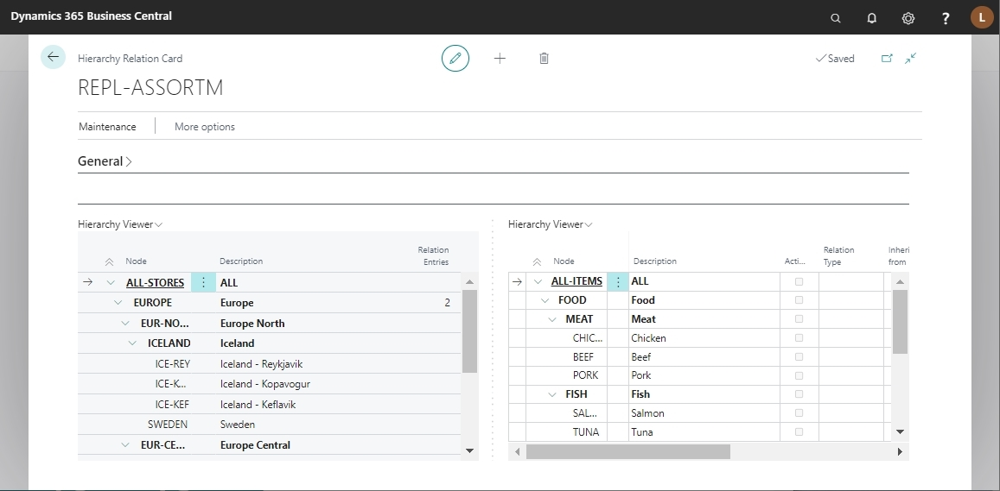 Dynamics 365 Business Central
?
L
Hierarchy Relation Card
Saved
REPL-ASSORTM
Maintenance
More options
General
Hierarchy Viewer
Relation
Node Description Entries
ALL-STORES ALL
EUROPE Europe 2
EUR-NO... Europe North
ICELAND Iceland
ICE-REY Iceland - Reykjavik
ICE-K... Iceland - Kopavogur
ICE-KEF Iceland - Keflavik
SWEDEN Sweden
EUR-CE... Europe Central
Hierarchy Viewer
Relation Inheri
Node Description Acti... Type from
ALL-ITEMS ALL
FOOD Food
MEAT Meat
CHIC... Chicken
BEEF Beef
PORK Pork
FISH Fish
SAL... Salmon
TUNA Tuna